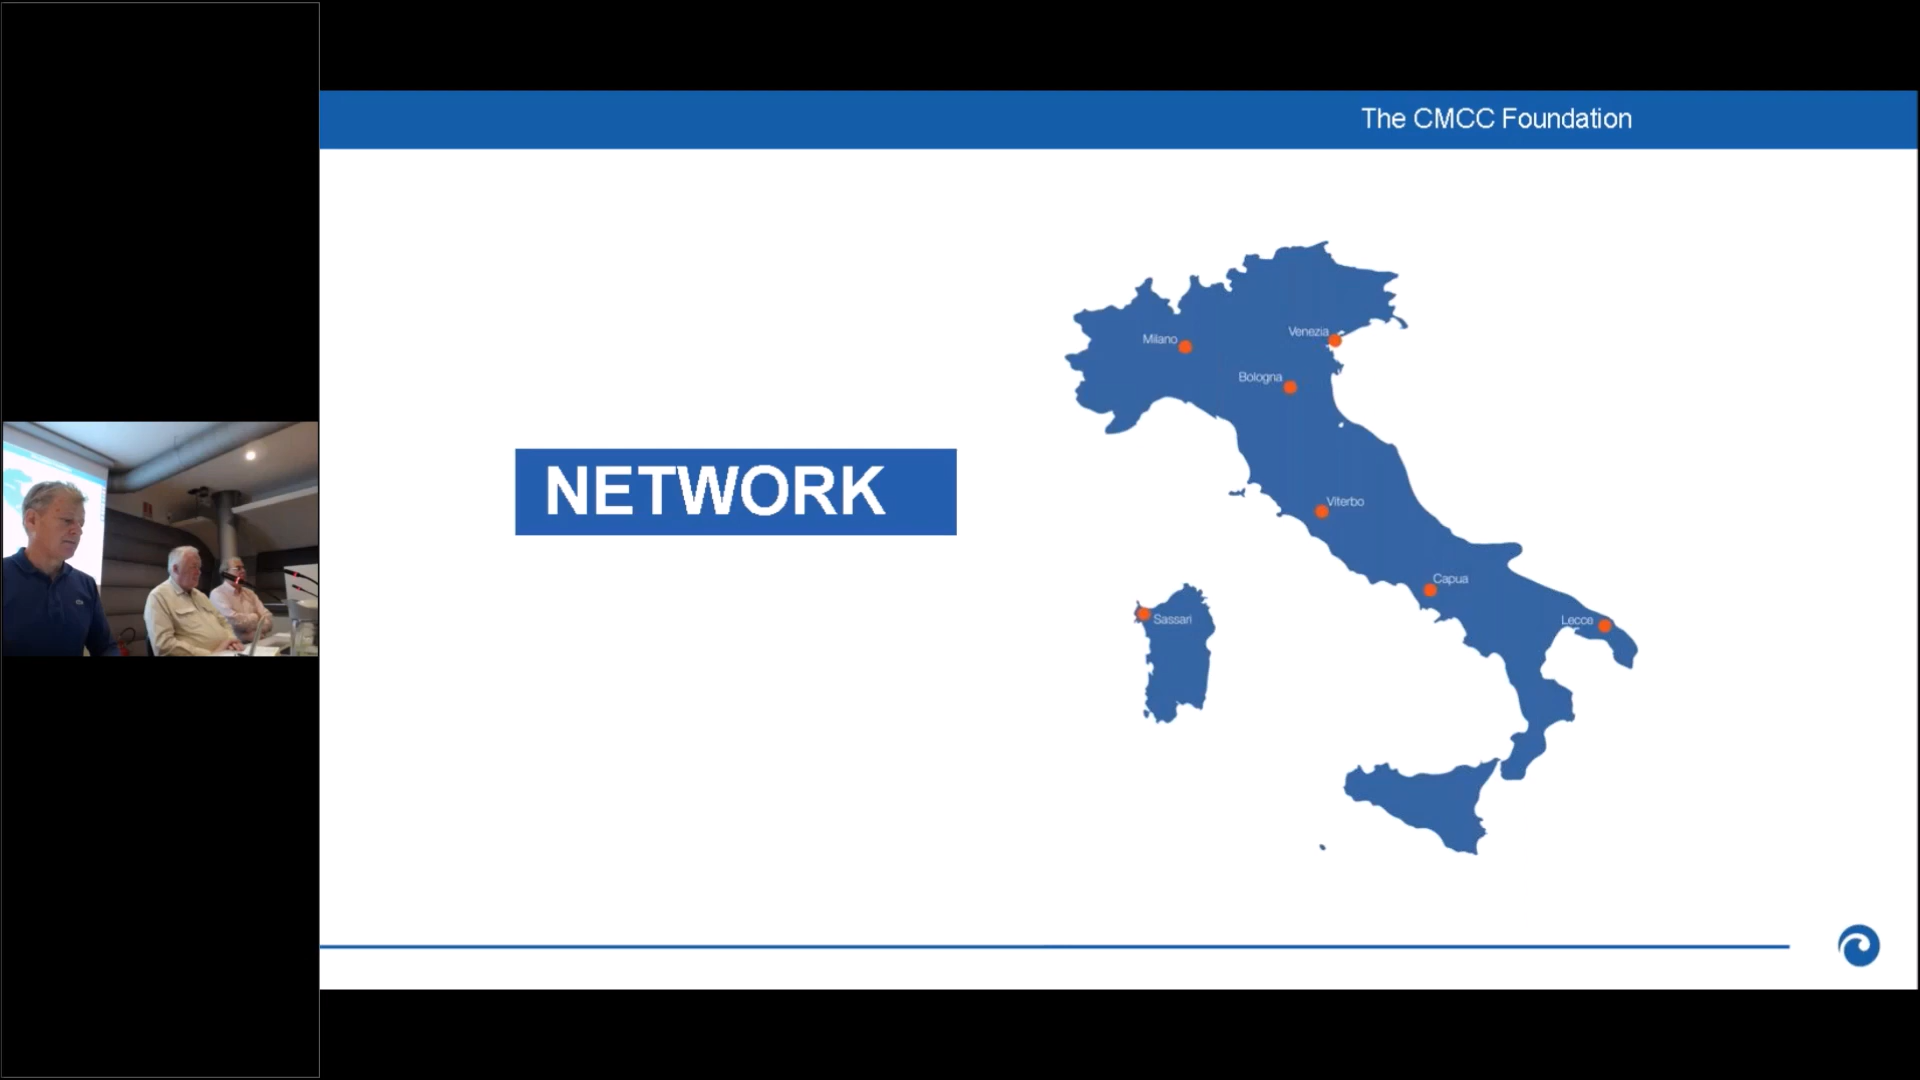 The CMCC Foundation
NETWORK
Milano
Venezia
Bologna
Viterbo
Capua
Sassari
Lecce